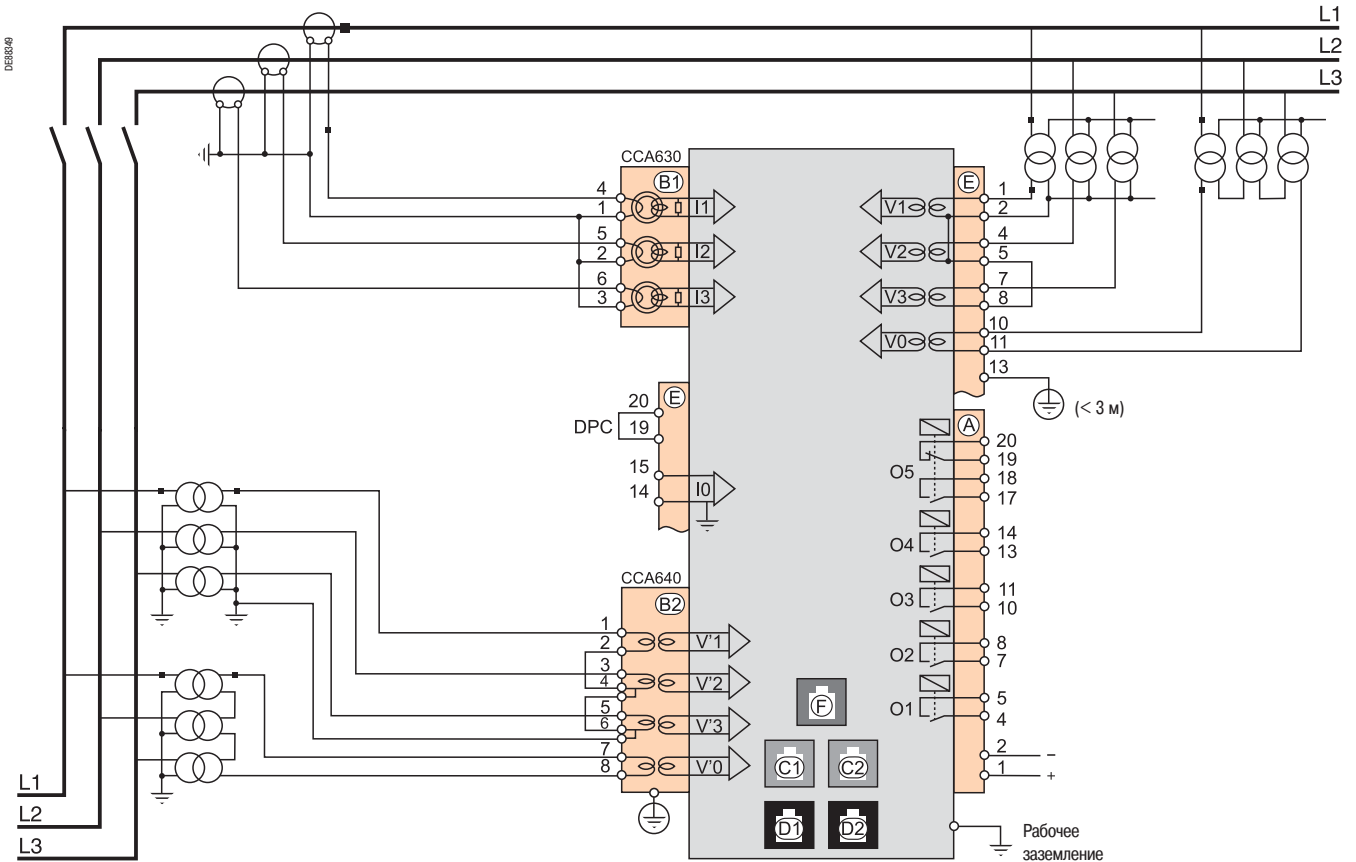 L1
DE88349
L2
L3
CCA630
B1
E
4
1
I1
V1
1
2
5
2
I2
V2
4
5
6
3
I3
V3
7
8
V0
10
11
13
(< 3 м)
E
20
DPC
19
A
20
19
O5
18
17
15
14
I0
O4
14
13
CCA640
O3
11
10
B2
1
2
V'1
O2
8
7
3
4
V'2
F
O1
5
4
5
6
V'3
7
8
V'0
C1
C2
2 –
1 +
L1
L2
D1
D2
L3
Рабочее
заземление